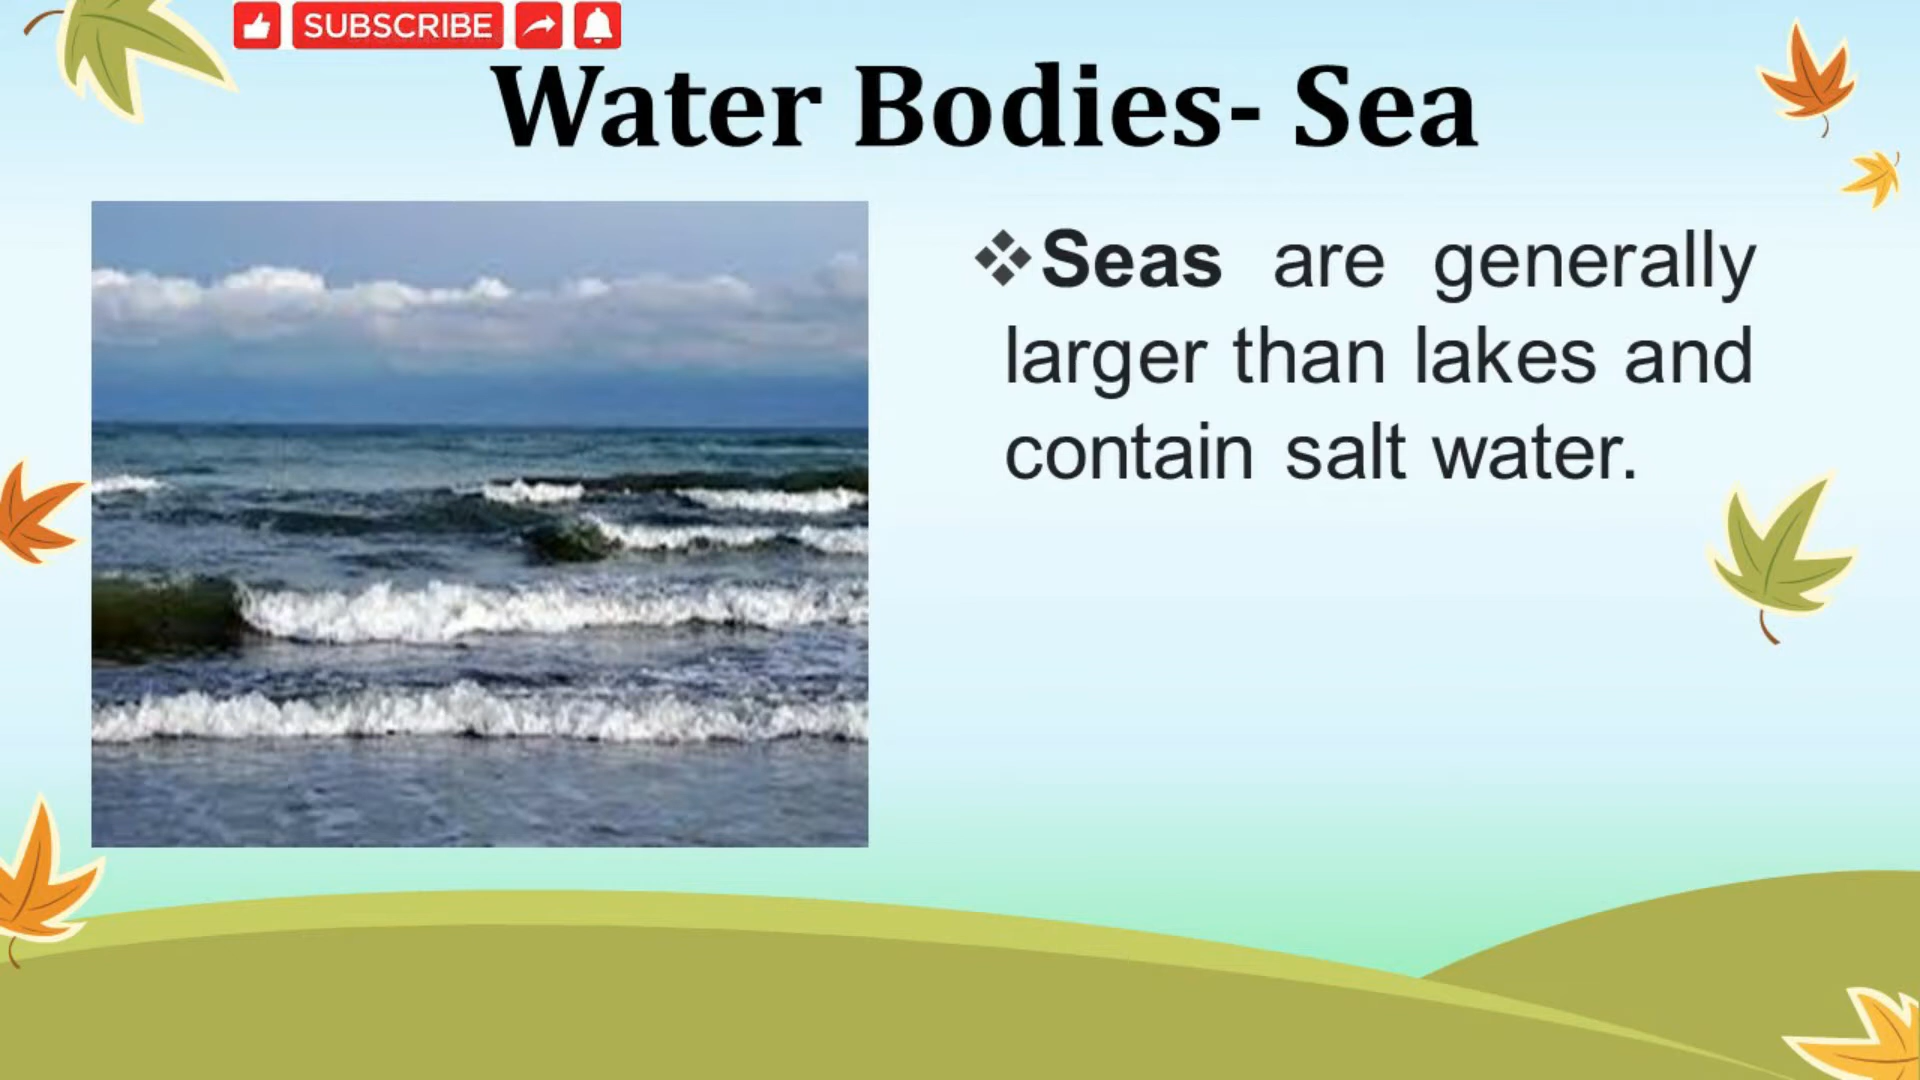 SUBSCRIBE
Water Bodies- Sea
❖Seas are generally
larger than lakes and
contain salt water.